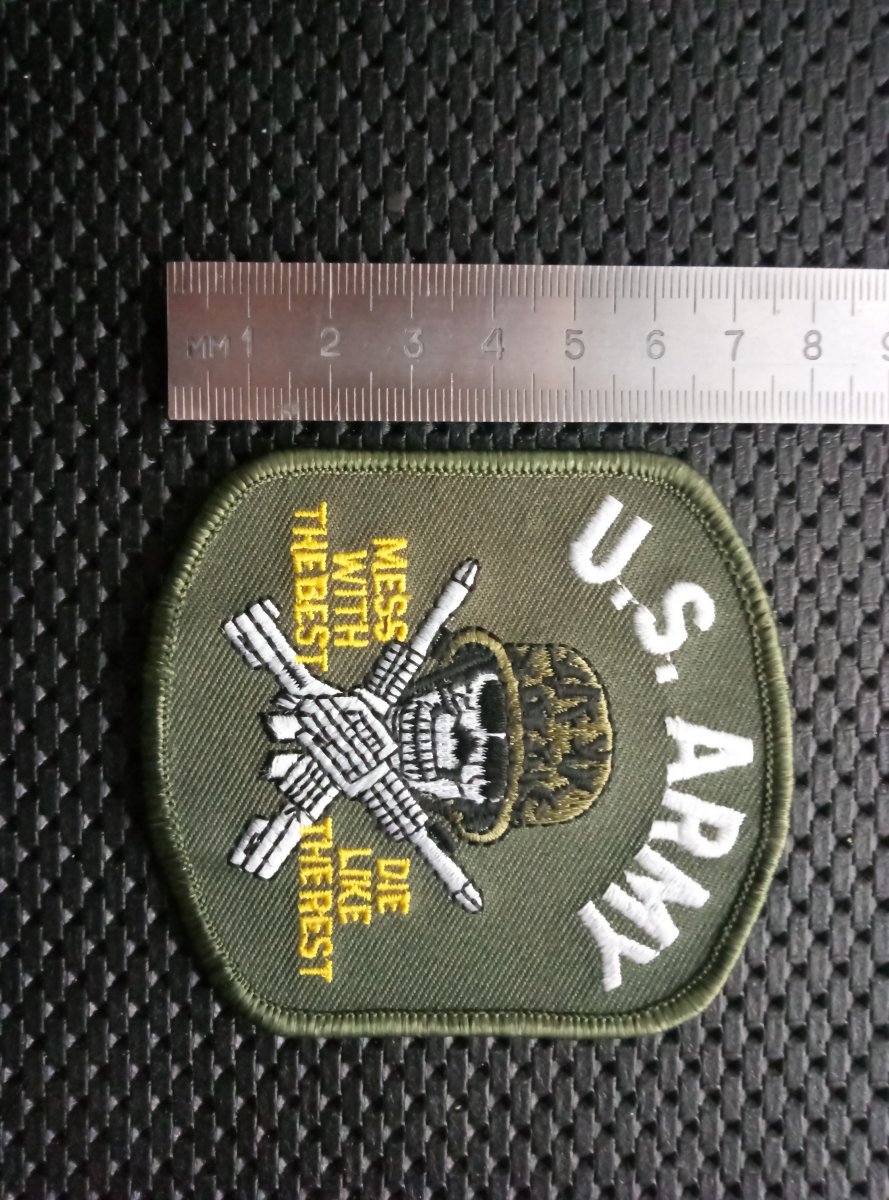 MM 1 2 3 4 5 6 7 8 9
U.S. ARMY
MESS
WITH
THE BEST
DIE
LIKE
THE REST